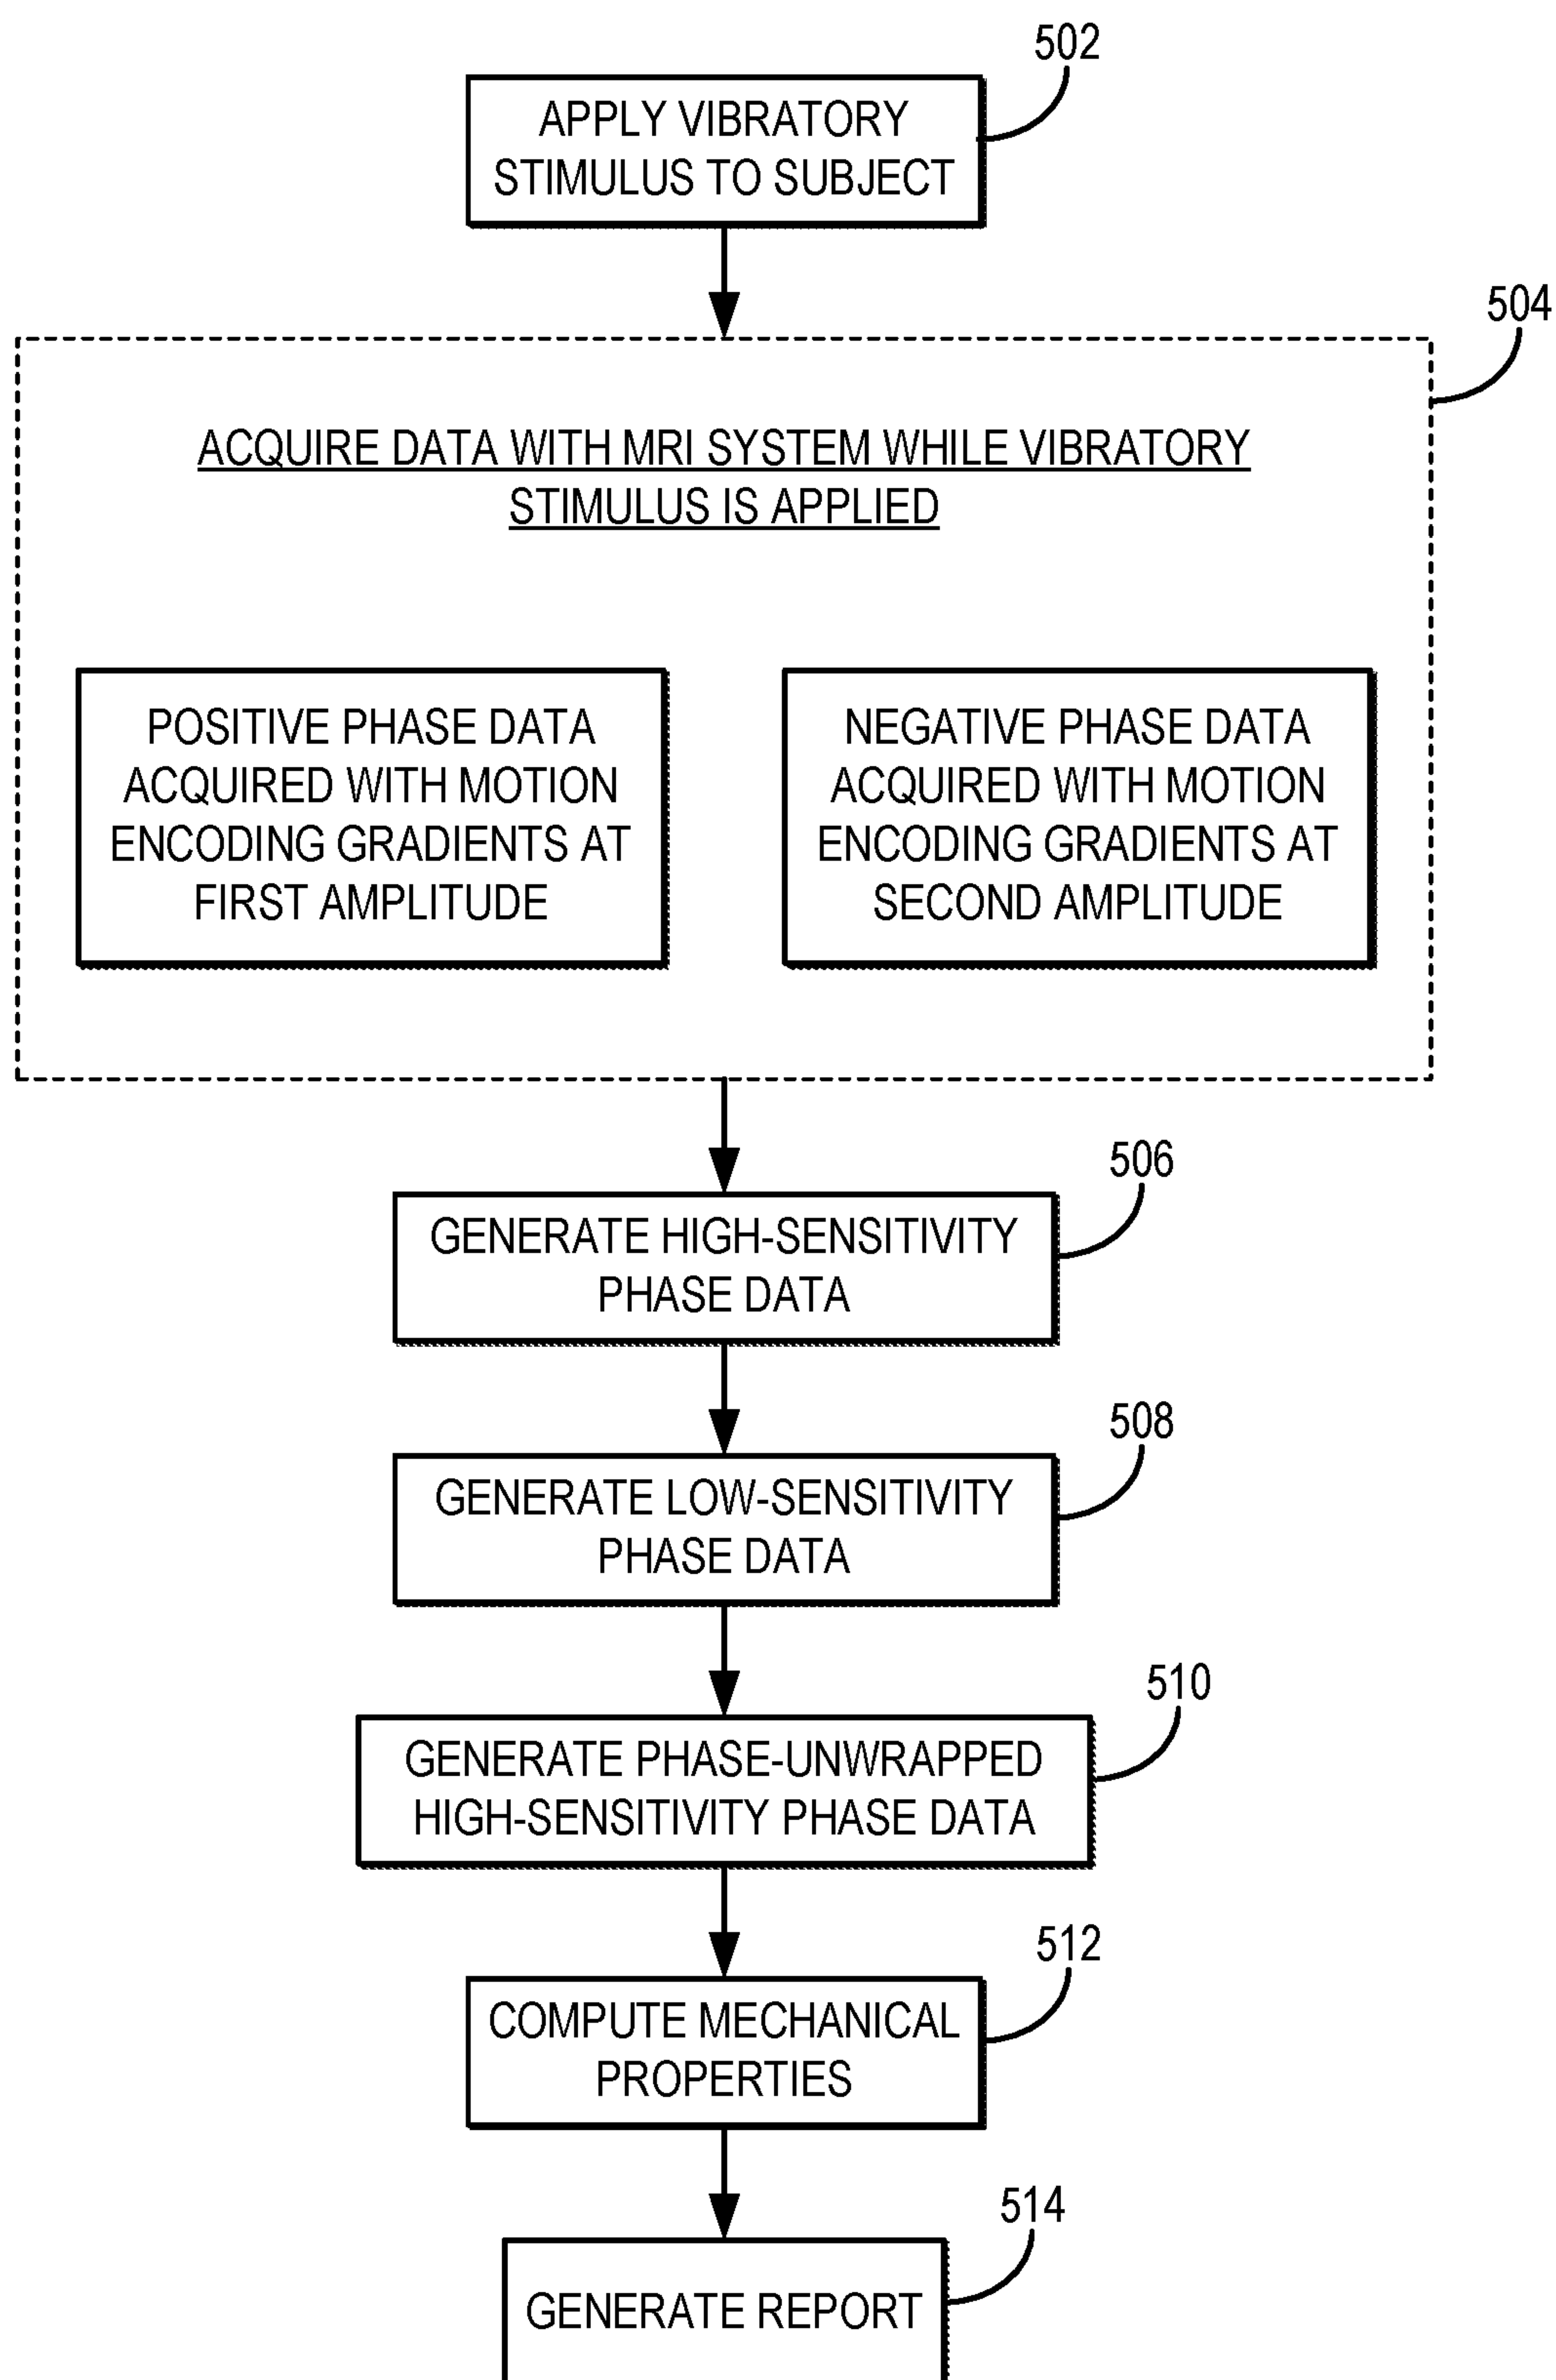 502
APPLY VIBRATORY
STIMULUS TO SUBJECT
504
ACQUIRE DATA WITH MRI SYSTEM WHILE VIBRATORY
STIMULUS IS APPLIED
POSITIVE PHASE DATA
ACQUIRED WITH MOTION
ENCODING GRADIENTS AT
FIRST AMPLITUDE
NEGATIVE PHASE DATA
ACQUIRED WITH MOTION
ENCODING GRADIENTS AT
SECOND AMPLITUDE
506
GENERATE HIGH-SENSITIVITY
PHASE DATA
508
GENERATE LOW-SENSITIVITY
PHASE DATA
510
GENERATE PHASE-UNWRAPPED
HIGH-SENSITIVITY PHASE DATA
512
COMPUTE MECHANICAL
PROPERTIES
514
GENERATE REPORT